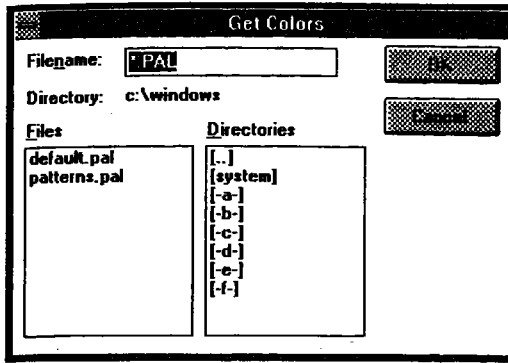 Get Colors
Filename: *.PAL OK
Directory: c:\windows Cancel
Files Directories
default.pal [..]
patterns.pal [system]
[-a-]
[-b-]
[-c-]
[-d-]
[-e-]
[-f-]